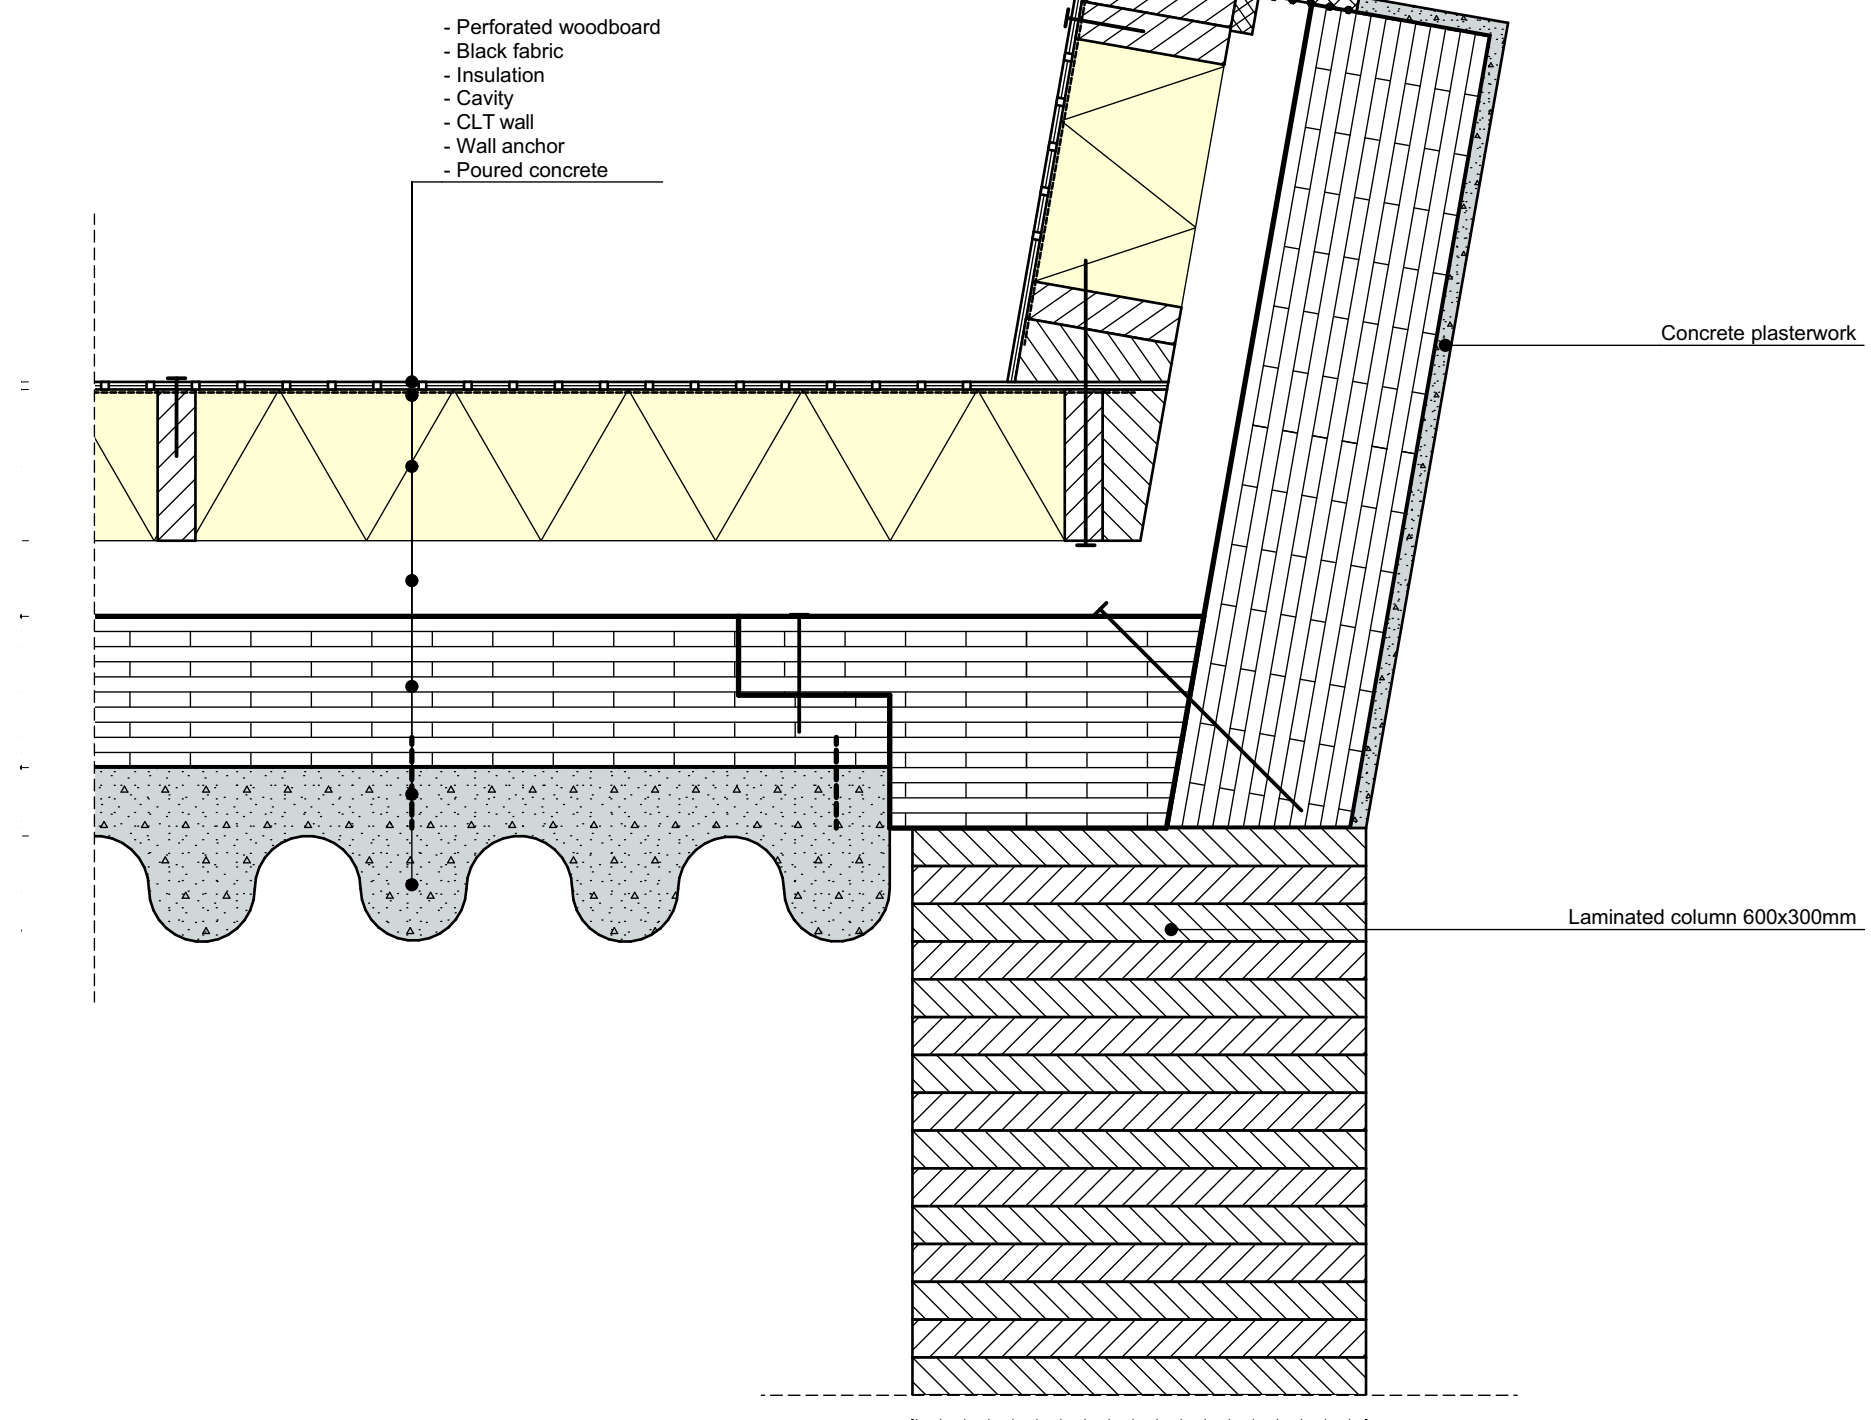 - Perforated woodboard
- Black fabric
- Insulation
- Cavity
- CLT wall
- Wall anchor
- Poured concrete
Concrete plasterwork
Laminated column 600x300mm